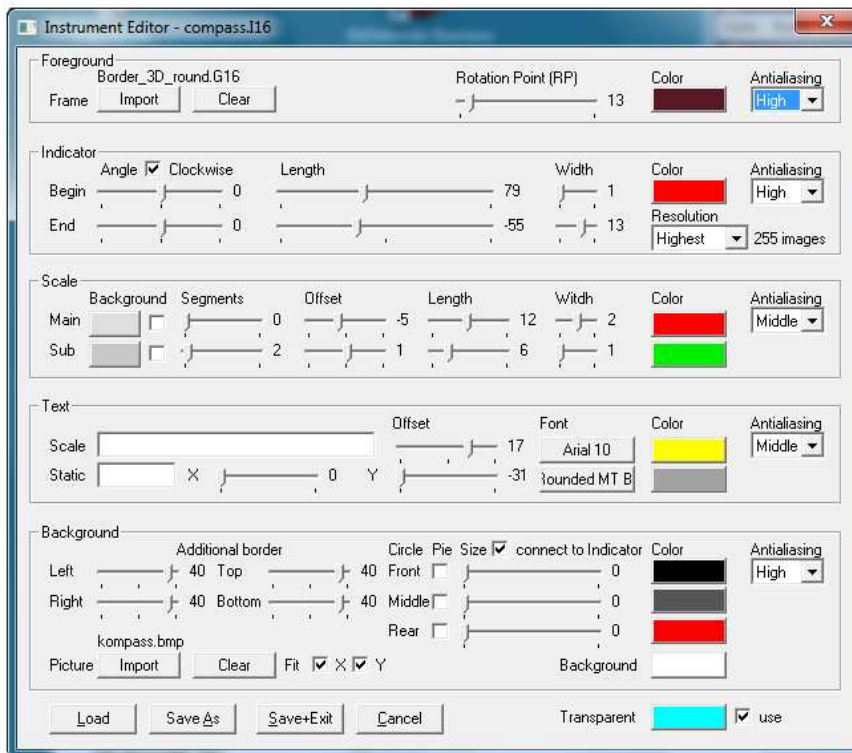 Instrument Editor - compass.I16
Foreground
Border_3D_round.G16
Rotation Point (RP) Color Antialiasing
Frame Import Clear 13 High
Indicator
Angle Clockwise Length Width Color Antialiasing
Begin 0 79 1 High
Resolution
End 0 -55 13 Highest 255 images
Scale
Background Segments Offset Length Witdh Color Antialiasing
Main 0 -5 12 2 Middle
Sub 2 1 6 1
Text
Offset Font Color Antialiasing
Scale 17 Arial 10 Middle
Static X 0 Y -31 Rounded MT B
Background
Additional border Circle Pie Size connect to Indicator Color Antialiasing
Left 40 Top 40 Front 0 High
Right 40 Bottom 40 Middle 0
Rear 0
kompass.bmp
Picture Import Clear Fit X Y Background
Load Save As Save+Exit Cancel Transparent use